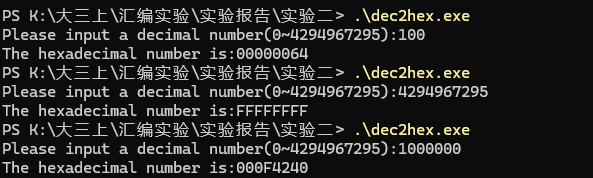 PS K:\大三上\汇编实验\实验报告\实验二> .\dec2hex.exe
Please input a decimal number(0~4294967295):100
The hexadecimal number is:00000064
PS K:\大三上\汇编实验\实验报告\实验二> .\dec2hex.exe
Please input a decimal number(0~4294967295):4294967295
The hexadecimal number is:FFFFFFFF
PS K:\大三上\汇编实验\实验报告\实验二> .\dec2hex.exe
Please input a decimal number(0~4294967295):1000000
The hexadecimal number is:000F4240